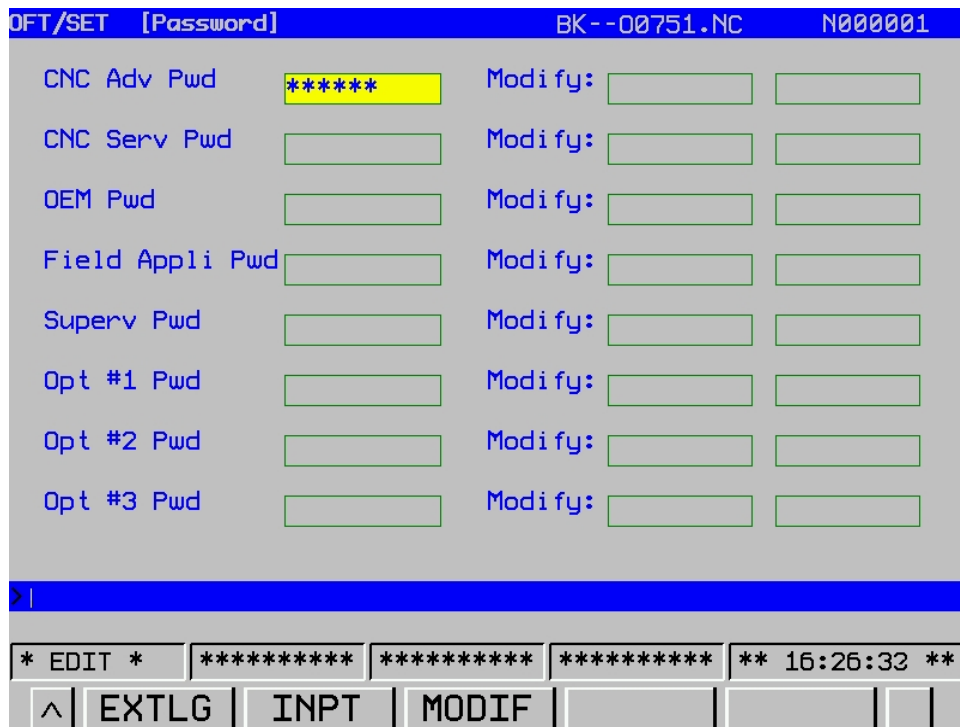 OFT/SET [Password] BK--O0751.NC N000001
CNC Adv Pwd ****** Modify:
CNC Serv Pwd Modify:
OEM Pwd Modify:
Field Appli Pwd Modify:
Superv Pwd Modify:
Opt #1 Pwd Modify:
Opt #2 Pwd Modify:
Opt #3 Pwd Modify:
>|
* EDIT * ********** ********** ********** ** 16:26:33 **
^ EXTLG INPT MODIF